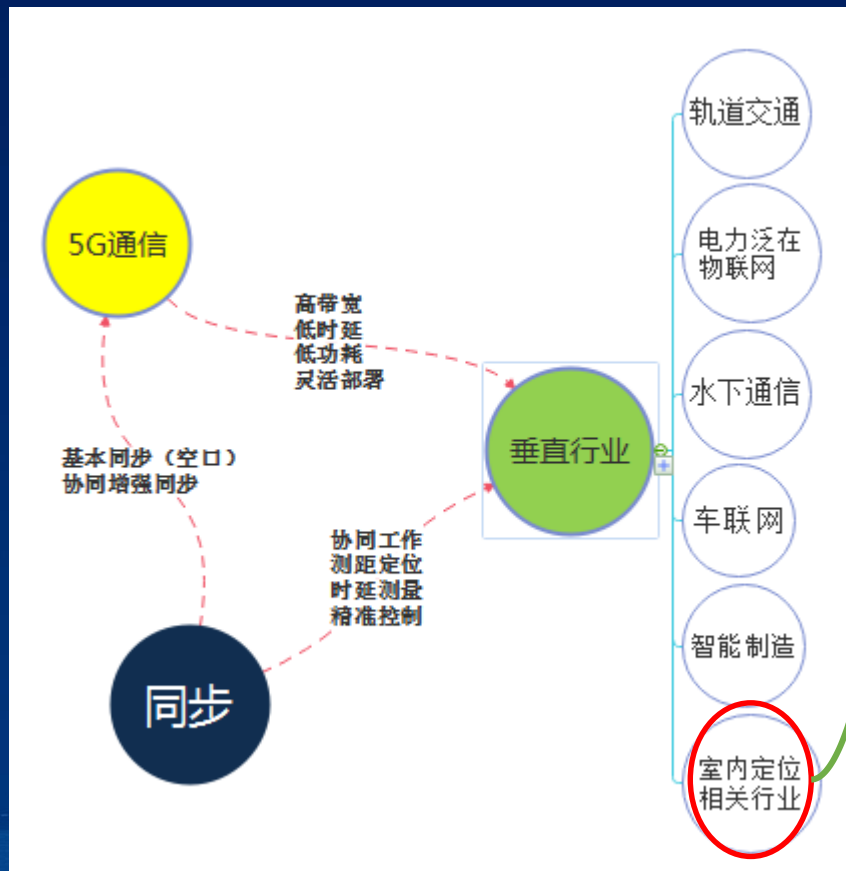 5G通信
高带宽
低时延
低功耗
灵活部署
基本同步（空口）
协同增强同步
同步
协同工作
测距定位
时延测量
精准控制
垂直行业
轨道交通
电力泛在
物联网
水下通信
车联网
智能制造
室内定位
相关行业